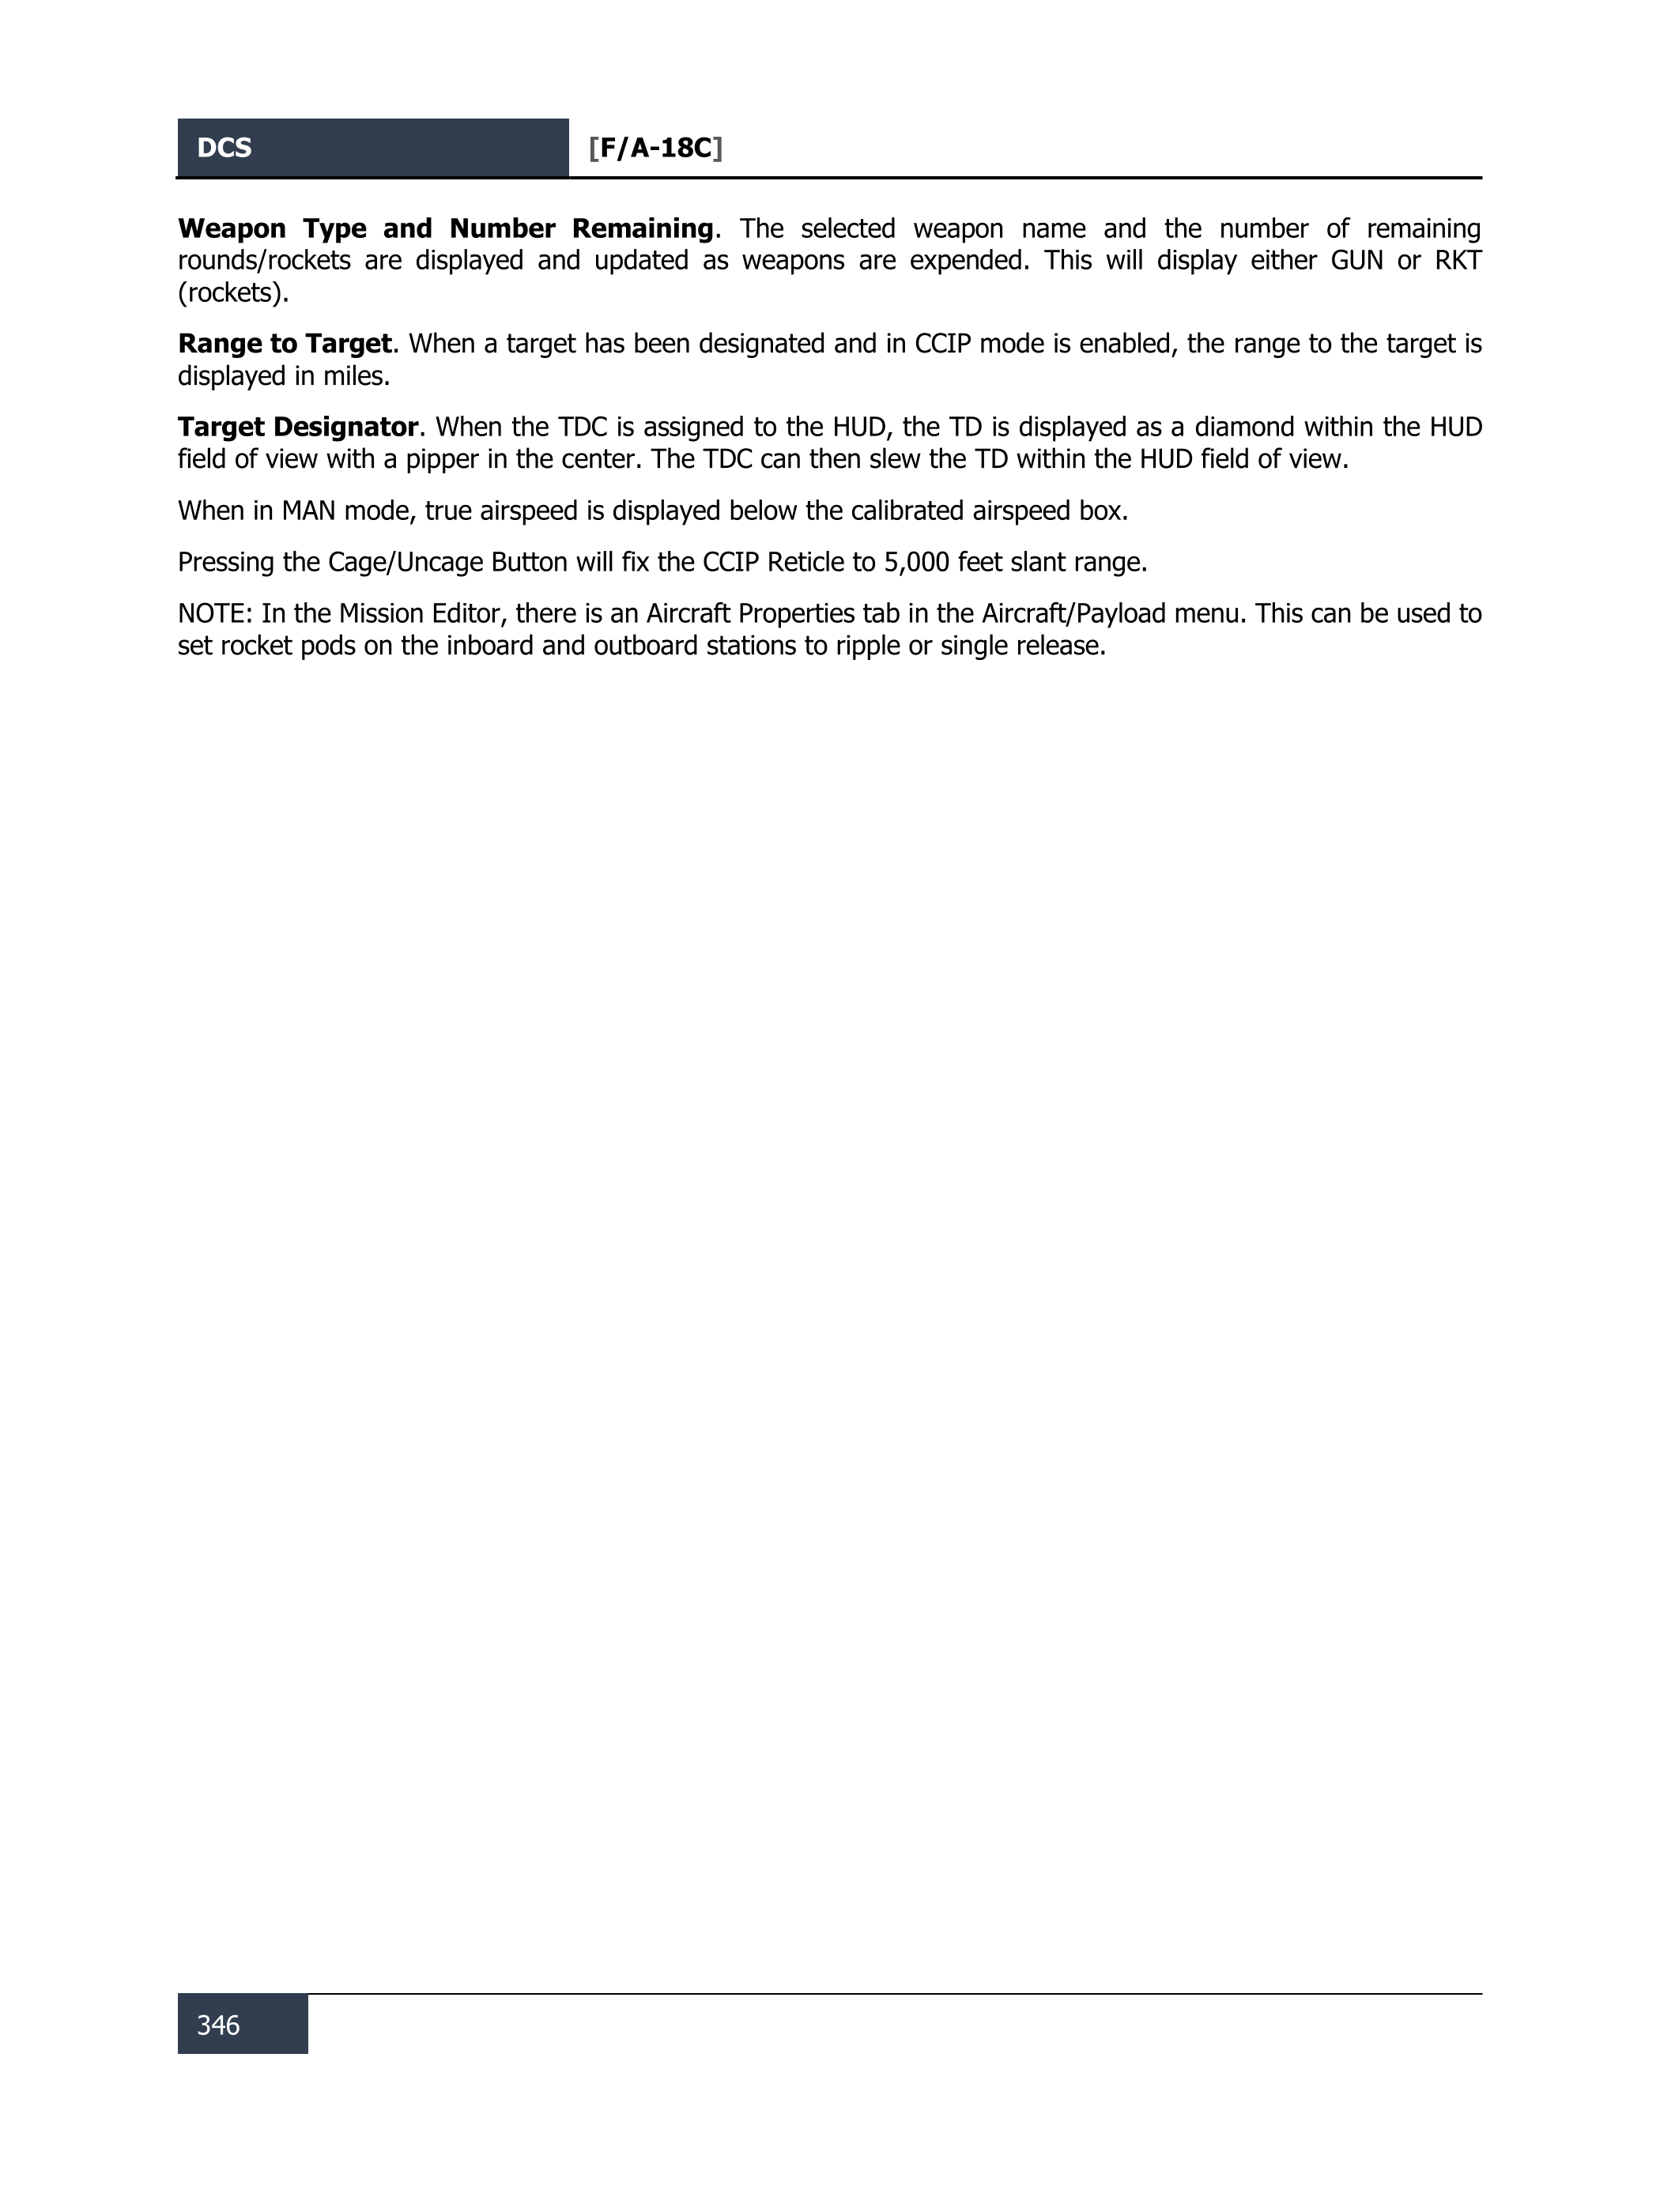 DCS [F/A-18C]
Weapon Type and Number Remaining. The selected weapon name and the number of remaining
rounds/rockets are displayed and updated as weapons are expended. This will display either GUN or RKT
(rockets).
Range to Target. When a target has been designated and in CCIP mode is enabled, the range to the target is
displayed in miles.
Target Designator. When the TDC is assigned to the HUD, the TD is displayed as a diamond within the HUD
field of view with a pipper in the center. The TDC can then slew the TD within the HUD field of view.
When in MAN mode, true airspeed is displayed below the calibrated airspeed box.
Pressing the Cage/Uncage Button will fix the CCIP Reticle to 5,000 feet slant range.
NOTE: In the Mission Editor, there is an Aircraft Properties tab in the Aircraft/Payload menu. This can be used to
set rocket pods on the inboard and outboard stations to ripple or single release.
346